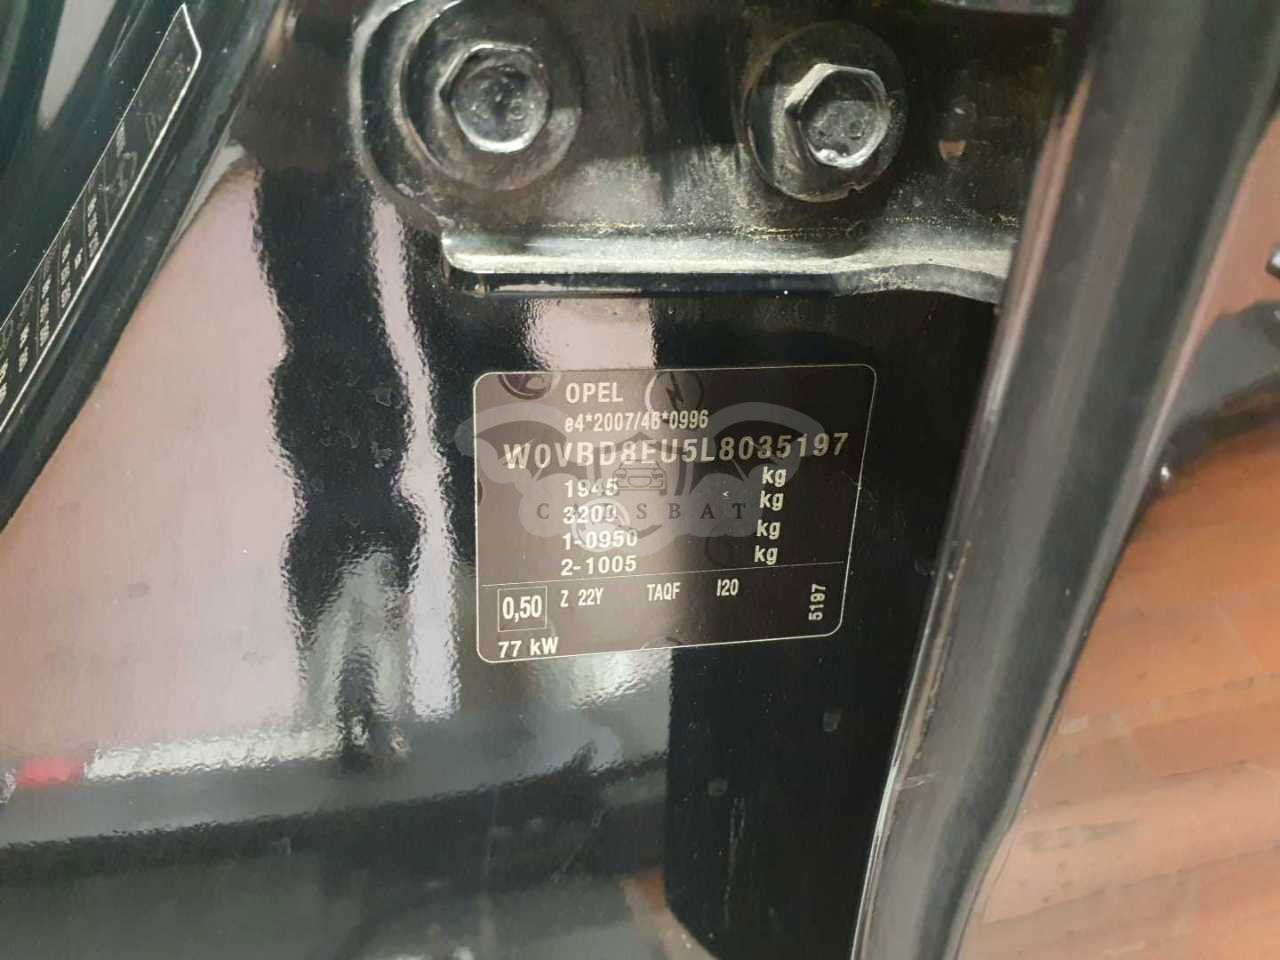 OPEL
e4*2007/46*0996
W0VBD8EU5L8035197
1945 kg
3200 kg
1-0950 kg
2-1005 kg
0,50 Z 22Y TAQF I20
5197
77 kW
CARSBAT